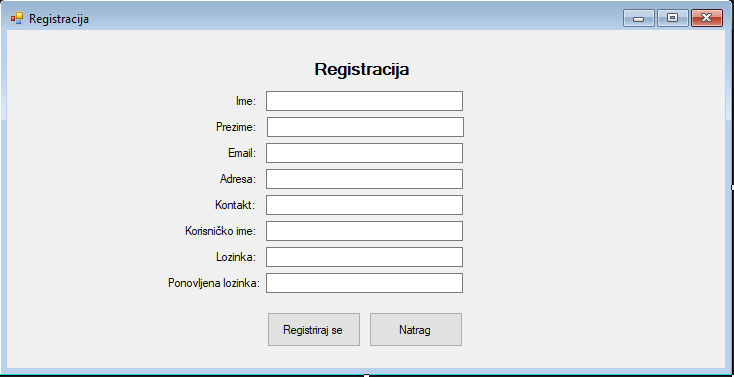 Registracija
Registracija
Ime:
Prezime:
Email:
Adresa:
Kontakt:
Korisničko ime:
Lozinka:
Ponovljena lozinka:
Registriraj se
Natrag